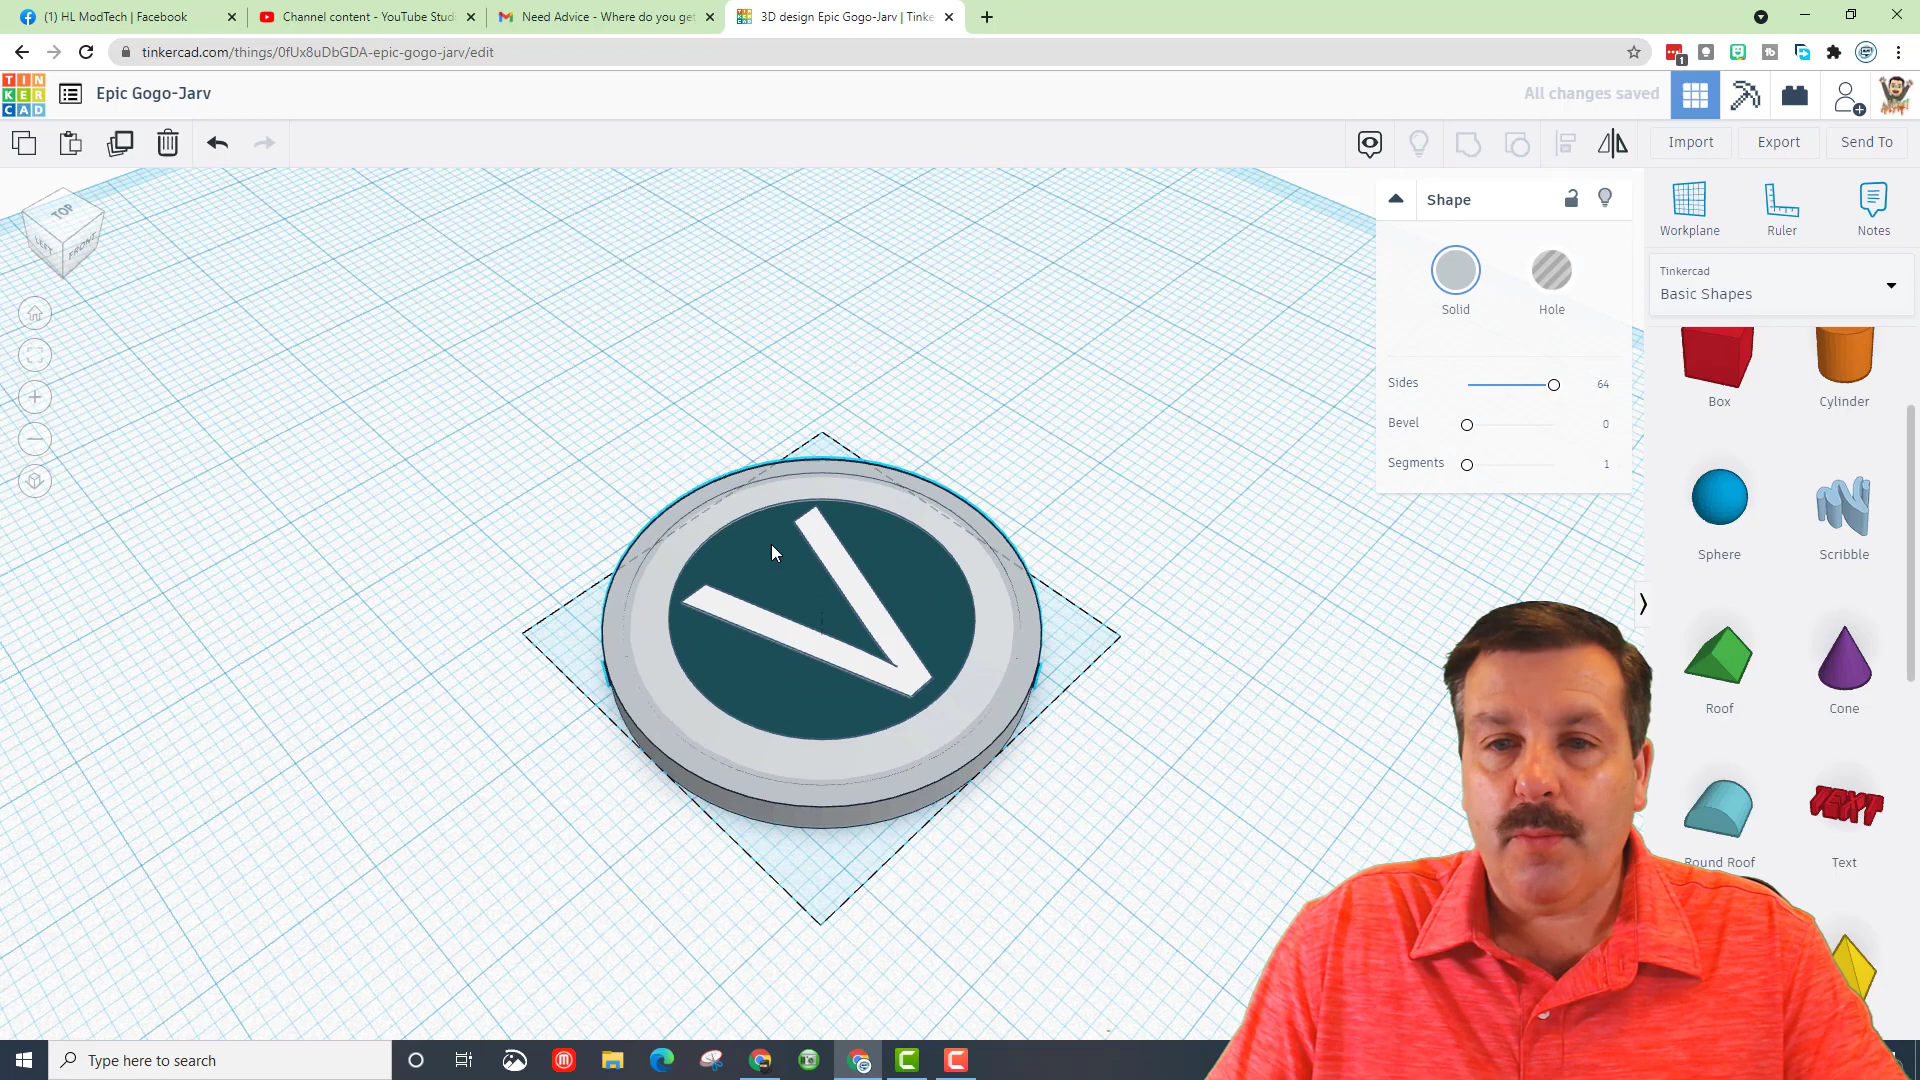 (1) HL ModTech | Facebook
Channel content - YouTube Studi
Need Advice - Where do you get
3D design Epic Gogo-Jarv | Tinke
tinkercad.com/things/0fUx8uDbGDA-epic-gogo-jarv/edit
1
TIN
KER
CAD
Epic Gogo-Jarv
All changes saved
Import
Export
Send To
TOP
LEFT
FRONT
Shape
Solid
Hole
Sides
64
Bevel
0
Segments
1
Workplane
Ruler
Notes
Tinkercad
Basic Shapes
Box
Cylinder
Sphere
Scribble
Roof
Cone
TEXT
Round Roof
Text
V
Type here to search